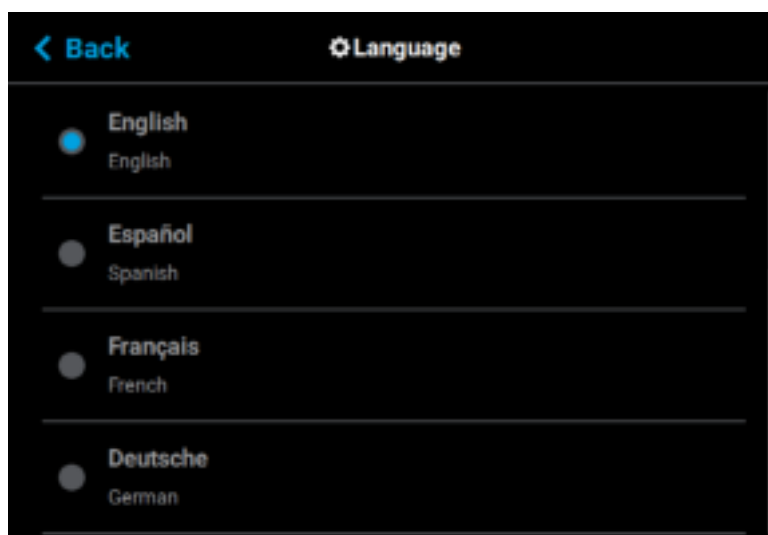 Back
Language
English
English
Español
Spanish
Français
French
Deutsche
German